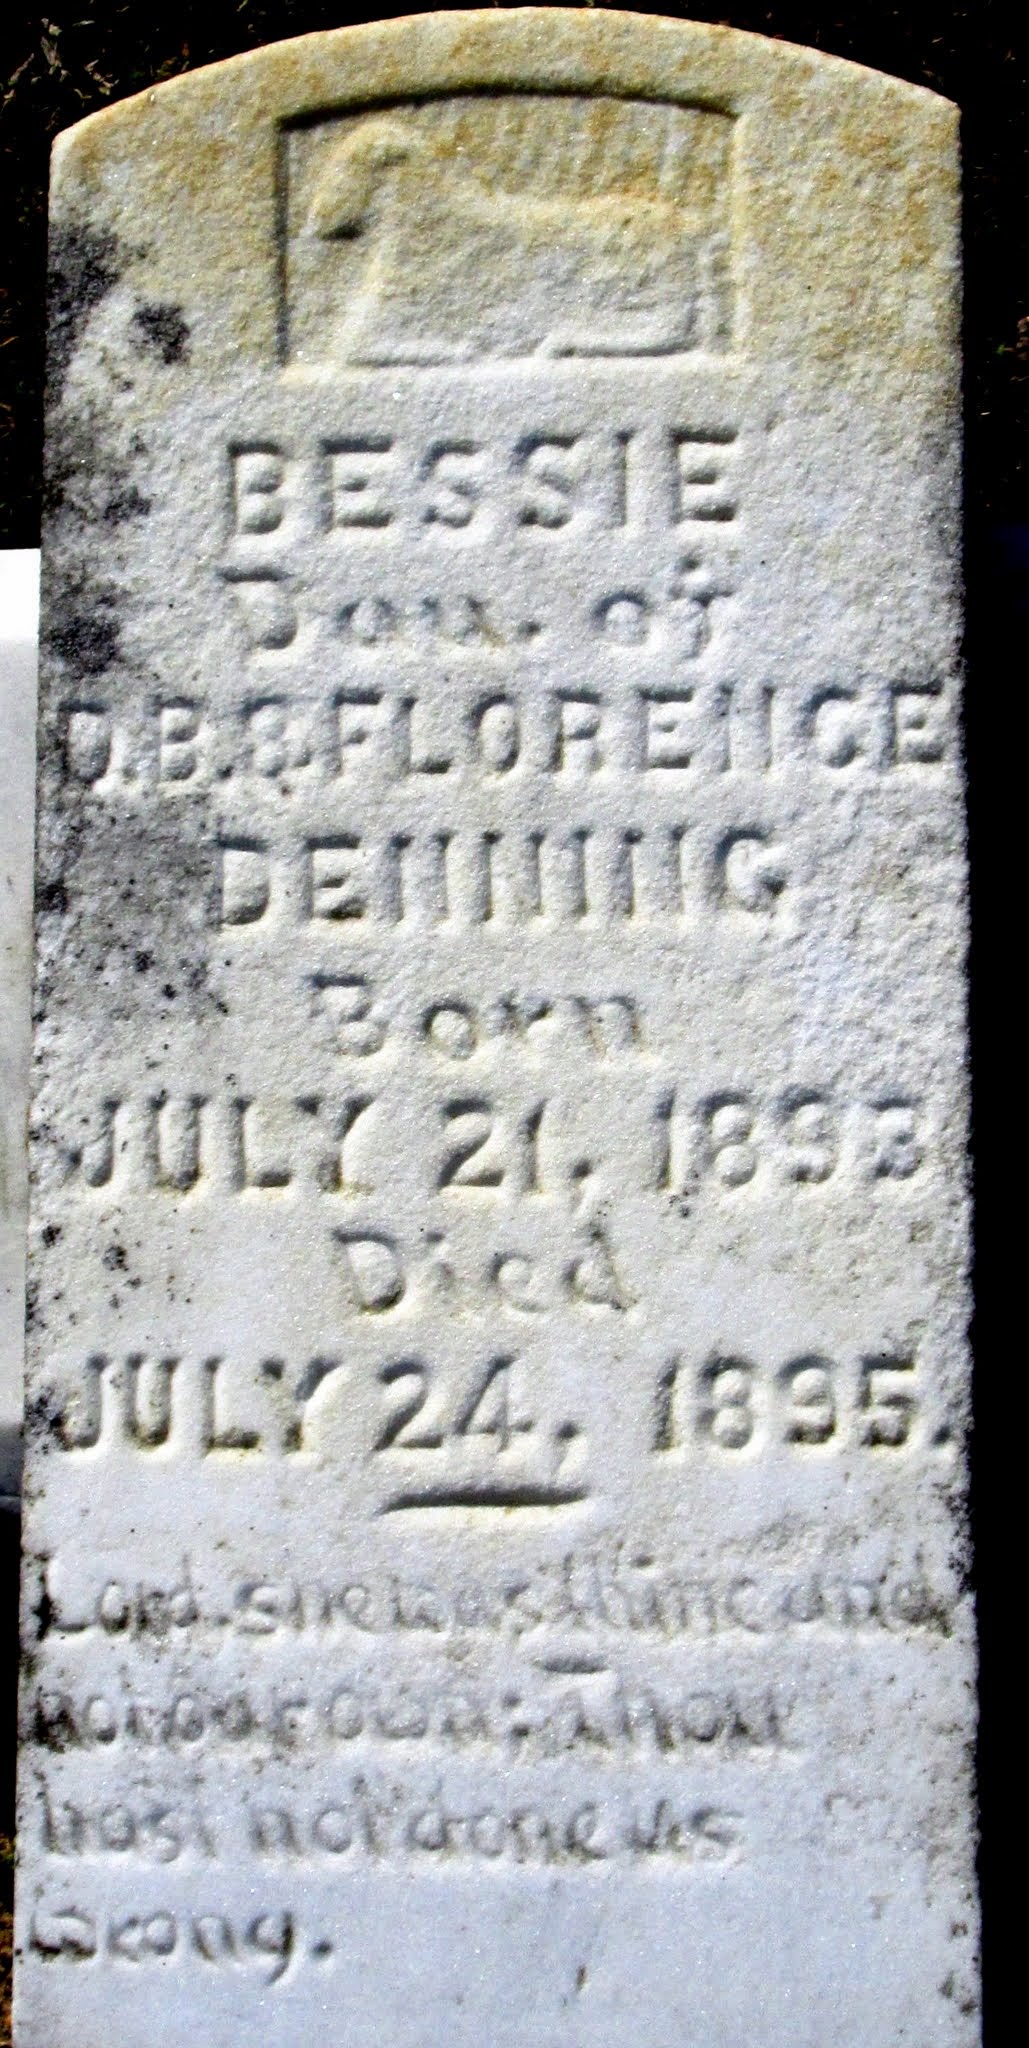 BESSIE
Dau. of
D.B. & FLORENCE
DENNING
Born
JULY 21, 1893
Died
JULY 24, 1895.
Lord she was thine and
not our own; Thou
hast not done us
wrong.